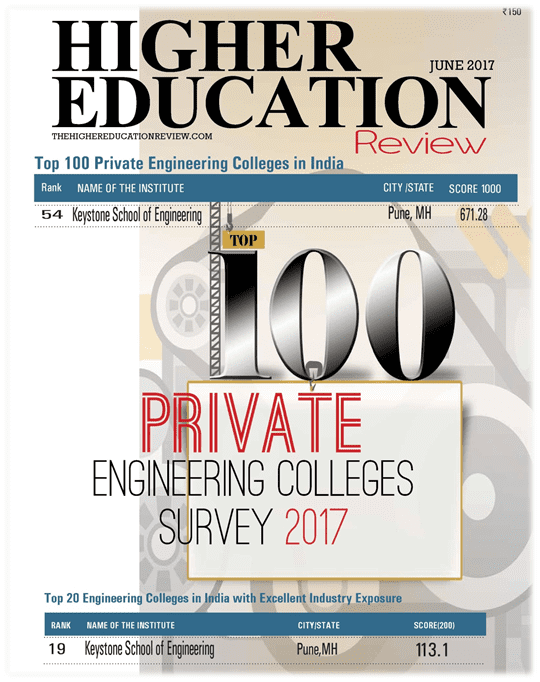 ₹150
HIGHER
JUNE 2017
EDUCATION
THEHIGHEREDUCATIONREVIEW.COM
Review
Top 100 Private Engineering Colleges in India
Rank NAME OF THE INSTITUTE CITY /STATE SCORE 1000
54 Keystone School of Engineering Pune, MH 671.28
TOP
100
PRIVATE
ENGINEERING COLLEGES
SURVEY 2017
Top 20 Engineering Colleges in India with Excellent Industry Exposure
RANK NAME OF THE INSTITUTE CITY/STATE SCORE(200)
19 Keystone School of Engineering Pune,MH 113.1